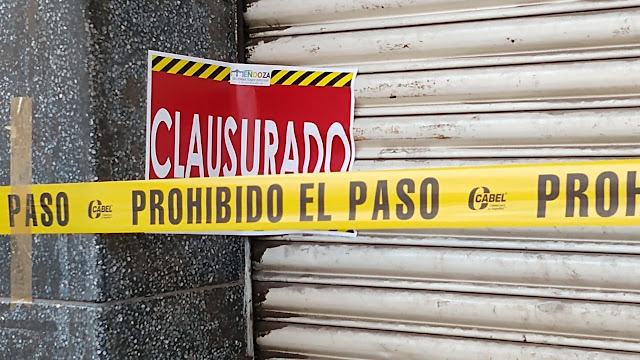 MENDOZA
CLAUSURADO
PASO CABEL PROHIBIDO EL PASO CABEL PROH